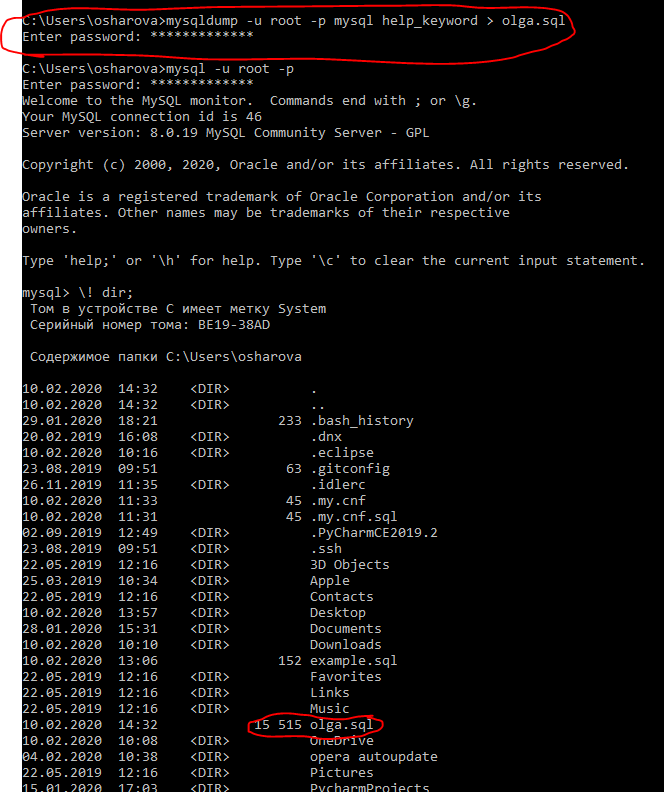 C:\Users\osharova>mysqldump -u root -p mysql help_keyword > olga.sql
Enter password: *************
C:\Users\osharova>mysql -u root -p
Enter password: *************
Welcome to the MySQL monitor.  Commands end with ; or \g.
Your MySQL connection id is 46
Server version: 8.0.19 MySQL Community Server - GPL
Copyright (c) 2000, 2020, Oracle and/or its affiliates. All rights reserved.
Oracle is a registered trademark of Oracle Corporation and/or its
affiliates. Other names may be trademarks of their respective
owners.
Type 'help;' or '\h' for help. Type '\c' to clear the current input statement.
mysql> \! dir;
Том в устройстве C имеет метку System
Серийный номер тома: BE19-38AD
Содержимое папки C:\Users\osharova
10.02.2020  14:32    <DIR>          .
10.02.2020  14:32    <DIR>          ..
29.01.2020  18:21               233 .bash_history
20.02.2019  16:08    <DIR>          .dnx
10.02.2020  10:16    <DIR>          .eclipse
23.08.2019  09:51                63 .gitconfig
26.11.2019  11:35    <DIR>          .idlerc
10.02.2020  11:33                45 .my.cnf
10.02.2020  11:31                45 .my.cnf.sql
02.09.2019  12:49    <DIR>          .PyCharmCE2019.2
23.08.2019  09:51    <DIR>          .ssh
22.05.2019  12:16    <DIR>          3D Objects
25.03.2019  10:34    <DIR>          Apple
22.05.2019  12:16    <DIR>          Contacts
10.02.2020  13:57    <DIR>          Desktop
28.01.2020  15:31    <DIR>          Documents
10.02.2020  10:10    <DIR>          Downloads
10.02.2020  13:06               152 example.sql
22.05.2019  12:16    <DIR>          Favorites
22.05.2019  12:16    <DIR>          Links
22.05.2019  12:16    <DIR>          Music
10.02.2020  14:32            15 515 olga.sql
10.02.2020  10:08    <DIR>          OneDrive
04.02.2020  10:38    <DIR>          opera autoupdate
22.05.2019  12:16    <DIR>          Pictures
15.01.2020  17:03    <DIR>          PycharmProjects